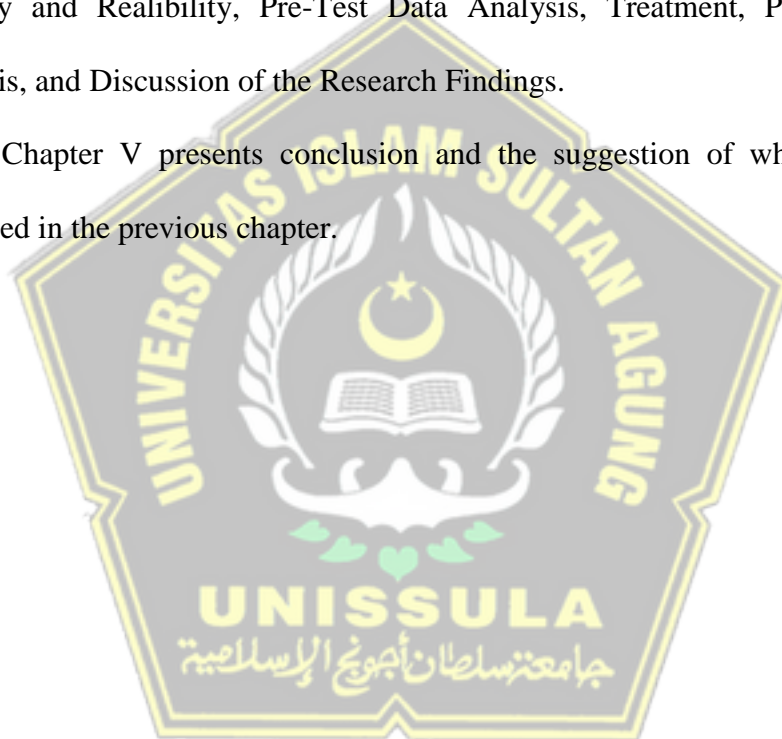 y and Realibility, Pre-Test Data Analysis, Treatment, P
is, and Discussion of the Research Findings.
Chapter V presents conclusion and the suggestion of wh
ed in the previous chapter.
UNIVERSITAS ISLAM SULTAN AGUNG
UNISSULA
جامعة سلطان أجونج الإسلامية